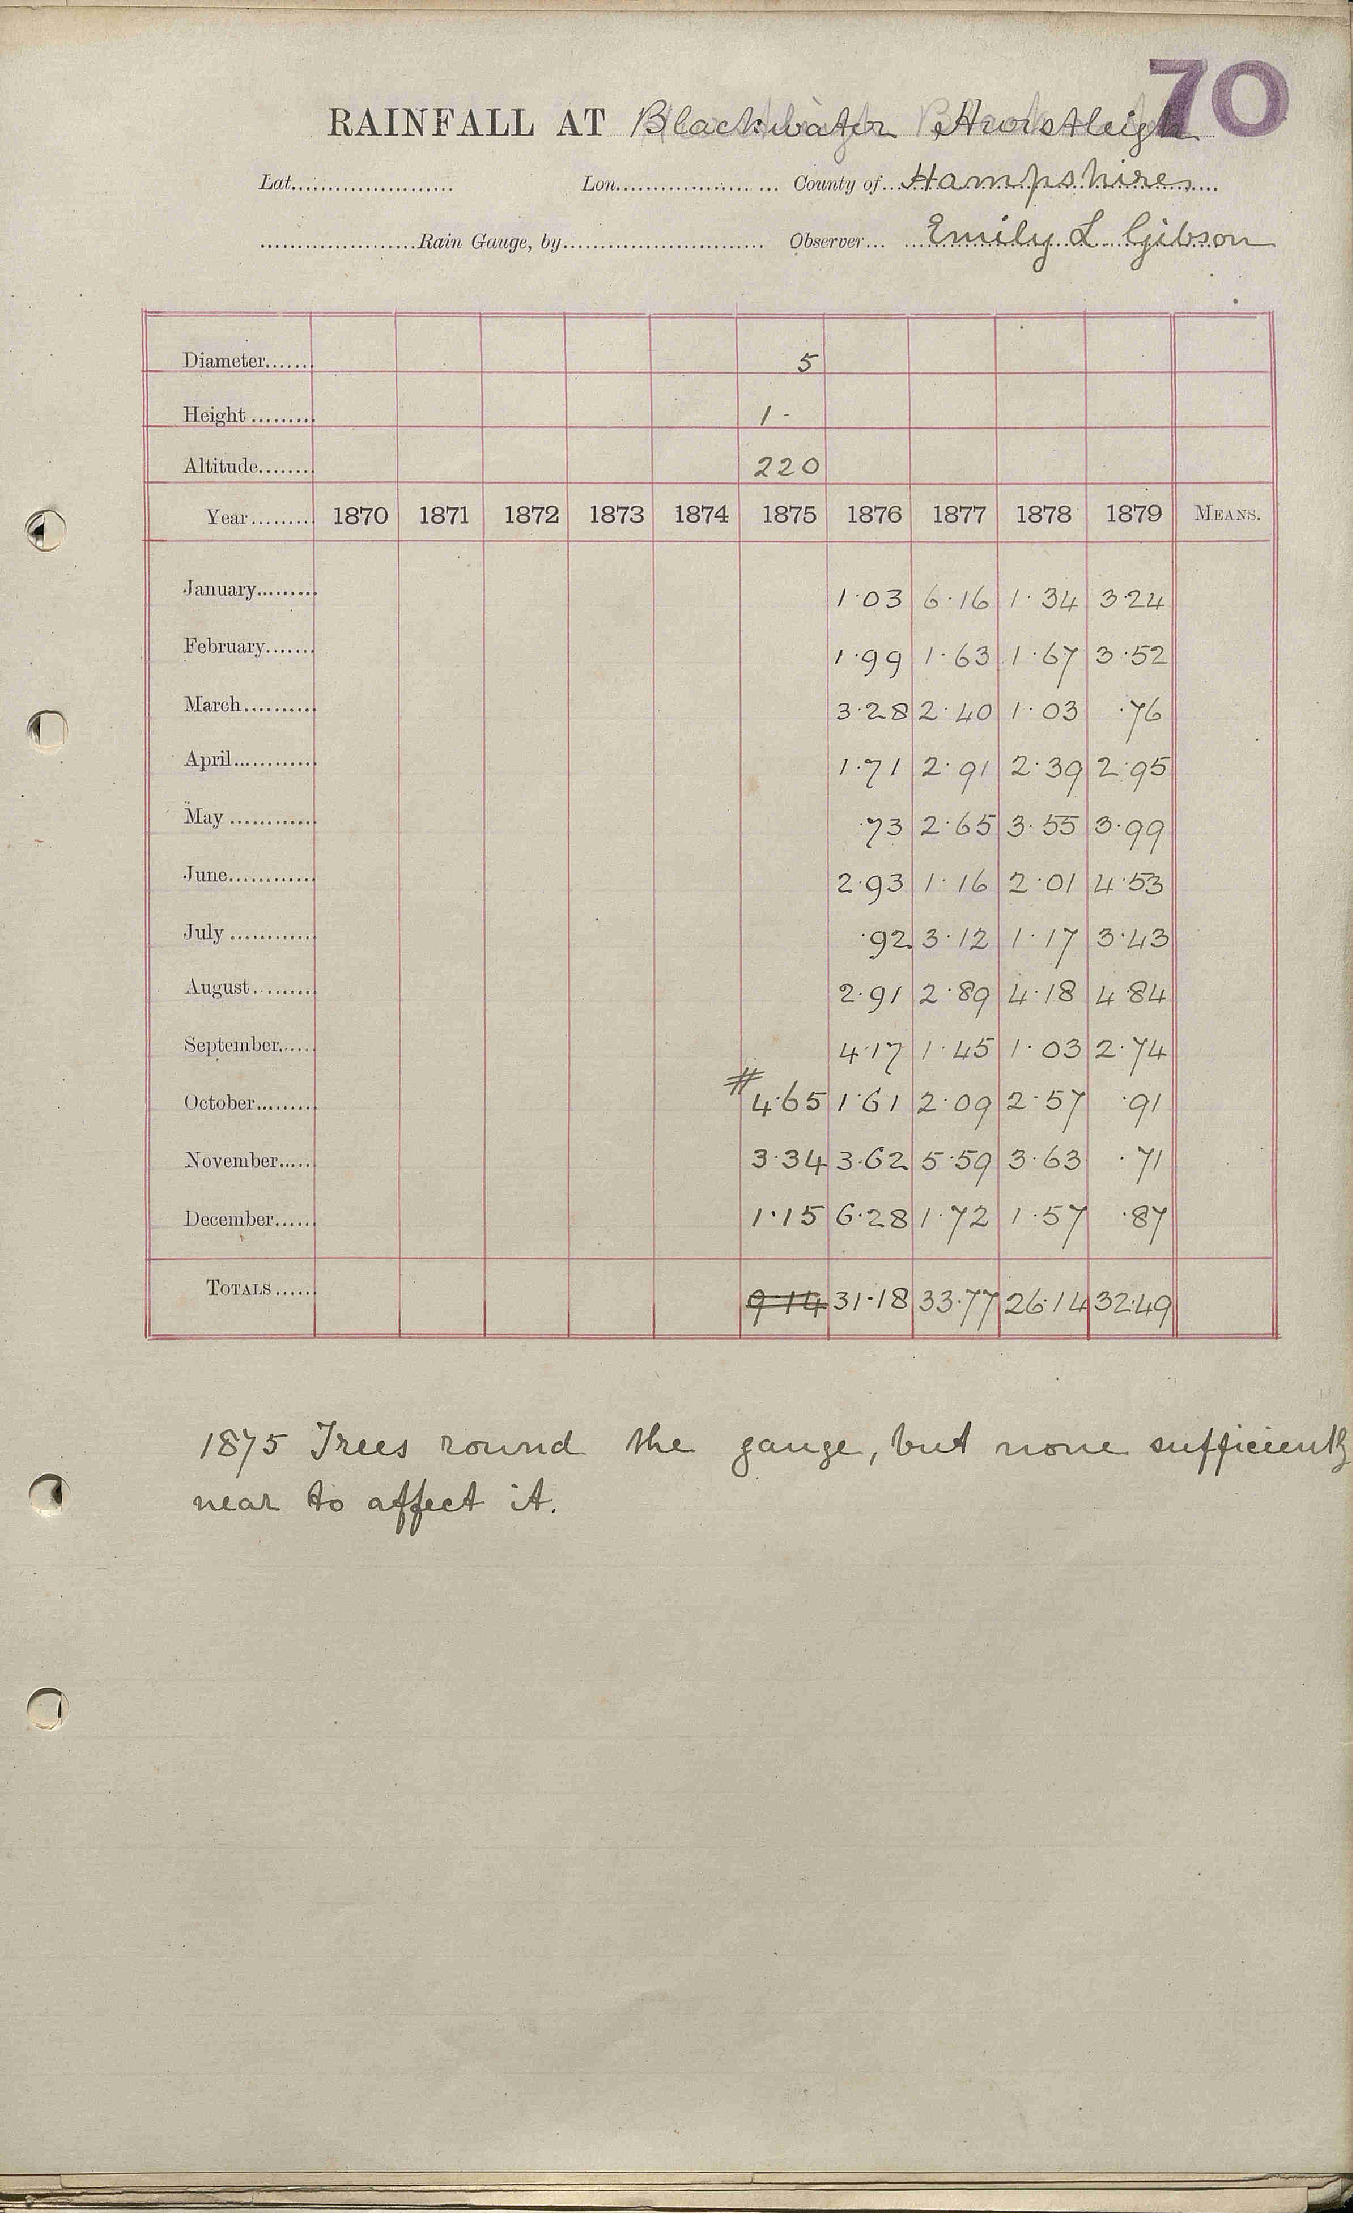 70
RAINFALL AT Blackwater Hurstleigh
Lat. Lon. County of Hampshire
Rain Gauge, by Observer Emily L Gibson
Diameter 5
Height 1·
Altitude 220
Year 1870 1871 1872 1873 1874 1875 1876 1877 1878 1879 MEANS.
January 1·03 6·16 1·34 3·24
February 1·99 1·63 1·67 3·52
March 3·28 2·40 1·03 ·76
April 1·71 2·91 2·39 2·95
May ·73 2·65 3·55 3·99
June 2·93 1·16 2·01 4·53
July ·92 3·12 1·17 3·43
August 2·91 2·89 4·18 4·84
September 4·17 1·45 1·03 2·74
October #4·65 1·61 2·09 2·57 ·91
November 3·34 3·62 5·59 3·63 ·71
December 1·15 6·28 1·72 1·57 ·87
TOTALS 9·14 31·18 33·77 26·14 32·49
1875 Trees round the gauge, but none sufficiently
near to affect it.